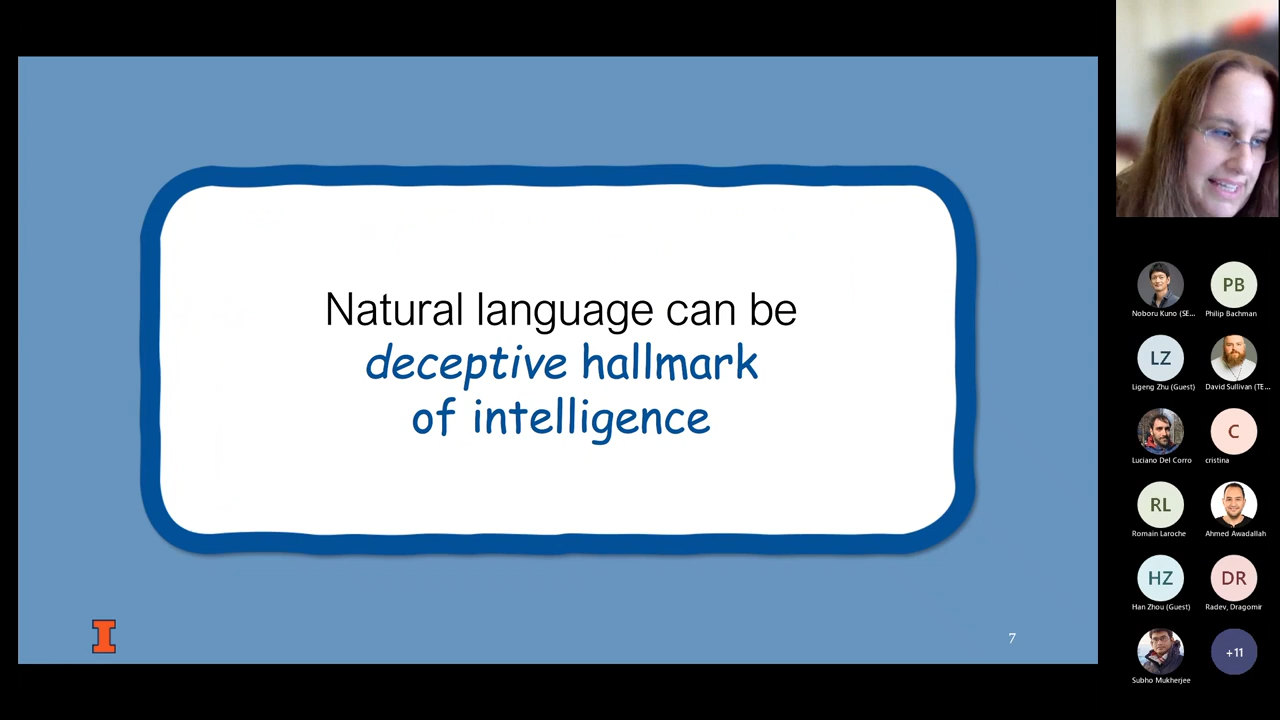 Natural language can be
deceptive hallmark
of intelligence
I
7
Noboru Kuno (SE...
PB
Philip Bachman
LZ
Ligeng Zhu (Guest)
David Sullivan (TE...
Luciano Del Corro
C
cristina
RL
Romain Laroche
Ahmed Awadallah
HZ
Han Zhou (Guest)
DR
Radev, Dragomir
Subho Mukherjee
+11